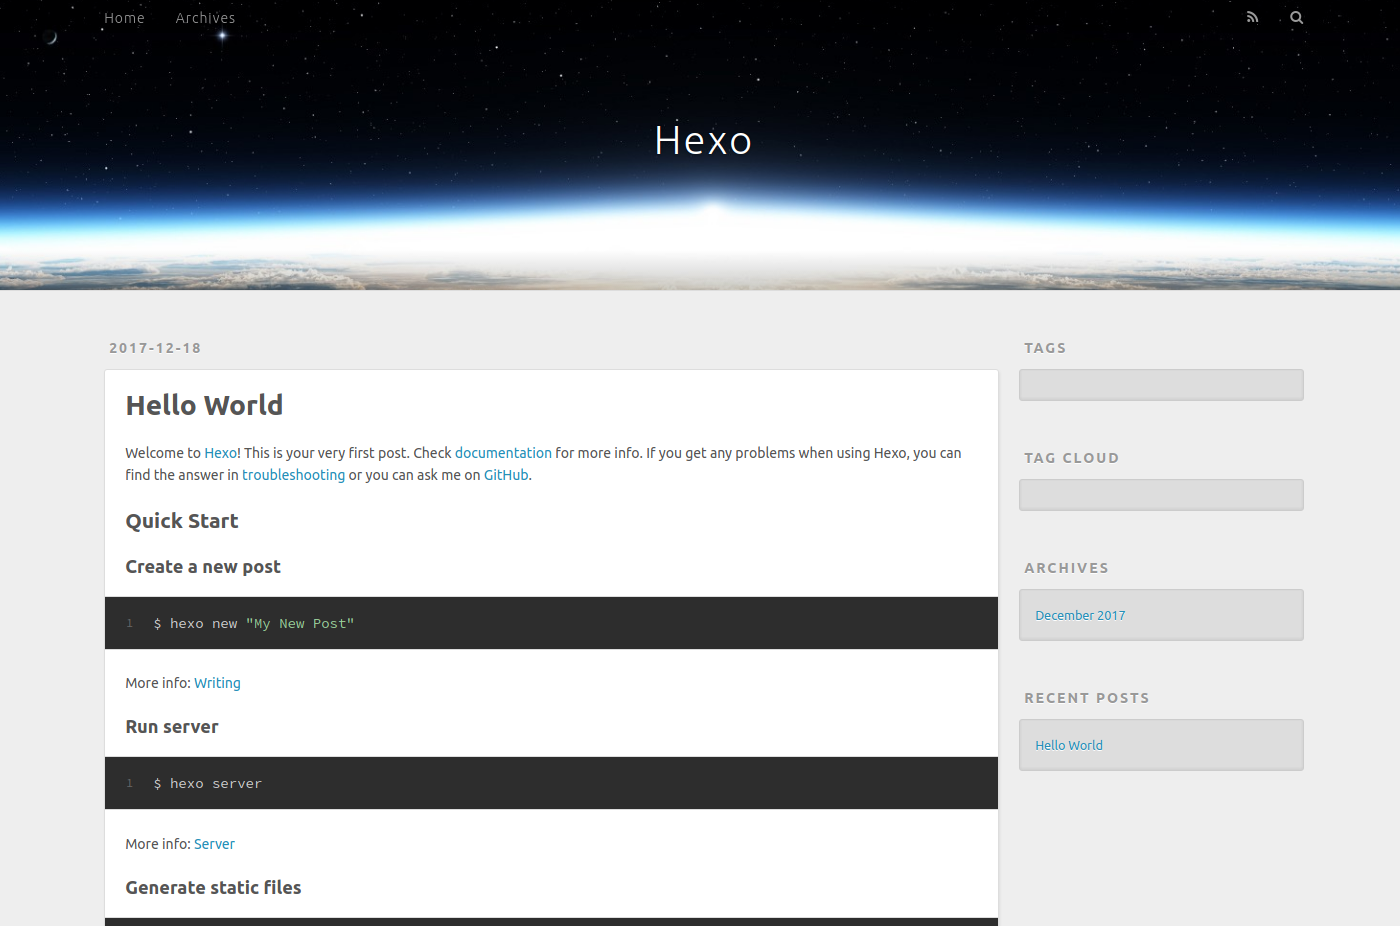 Home Archives
Hexo
2017-12-18
Hello World
Welcome to Hexo! This is your very first post. Check documentation for more info. If you get any problems when using Hexo, you can
find the answer in troubleshooting or you can ask me on GitHub.
Quick Start
Create a new post
1 $ hexo new "My New Post"
More info: Writing
Run server
1 $ hexo server
More info: Server
Generate static files
TAGS
TAG CLOUD
ARCHIVES
December 2017
RECENT POSTS
Hello World